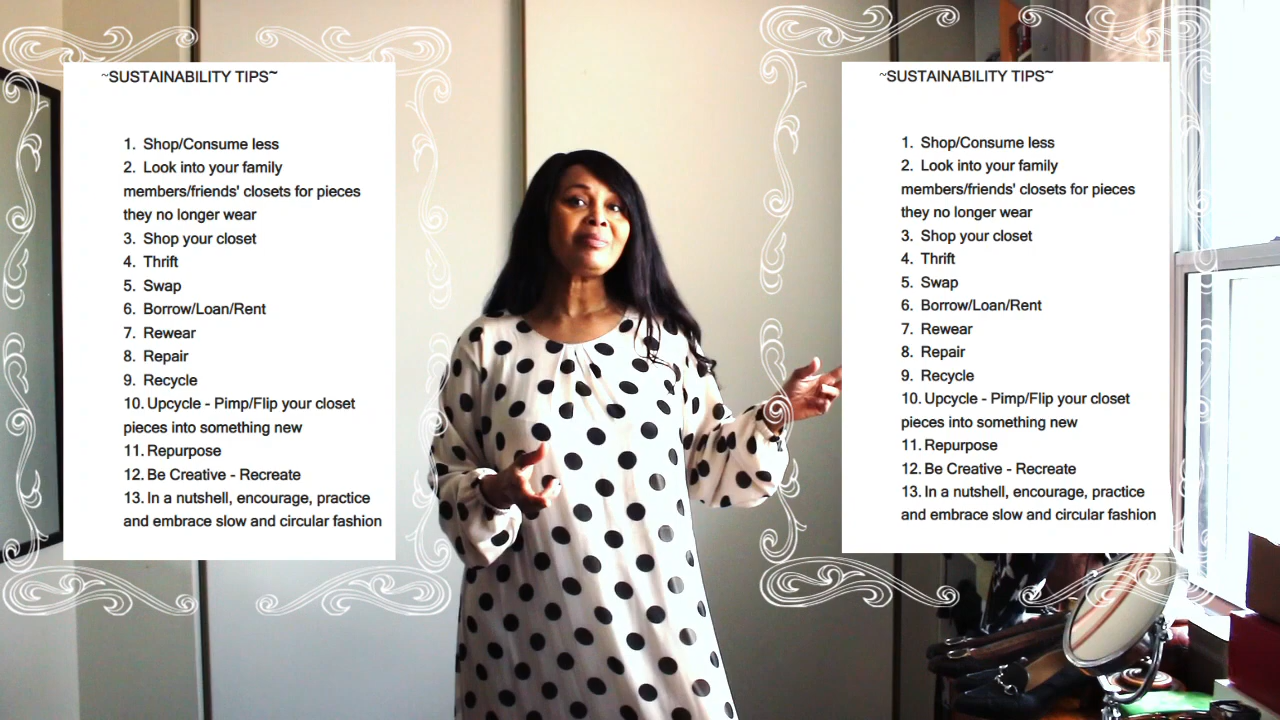 ~SUSTAINABILITY TIPS~
1. Shop/Consume less
2. Look into your family
members/friends' closets for pieces
they no longer wear
3. Shop your closet
4. Thrift
5. Swap
6. Borrow/Loan/Rent
7. Rewear
8. Repair
9. Recycle
10. Upcycle - Pimp/Flip your closet
pieces into something new
11. Repurpose
12. Be Creative - Recreate
13. In a nutshell, encourage, practice
and embrace slow and circular fashion
~SUSTAINABILITY TIPS~
1. Shop/Consume less
2. Look into your family
members/friends' closets for pieces
they no longer wear
3. Shop your closet
4. Thrift
5. Swap
6. Borrow/Loan/Rent
7. Rewear
8. Repair
9. Recycle
10. Upcycle - Pimp/Flip your closet
pieces into something new
11. Repurpose
12. Be Creative - Recreate
13. In a nutshell, encourage, practice
and embrace slow and circular fashion